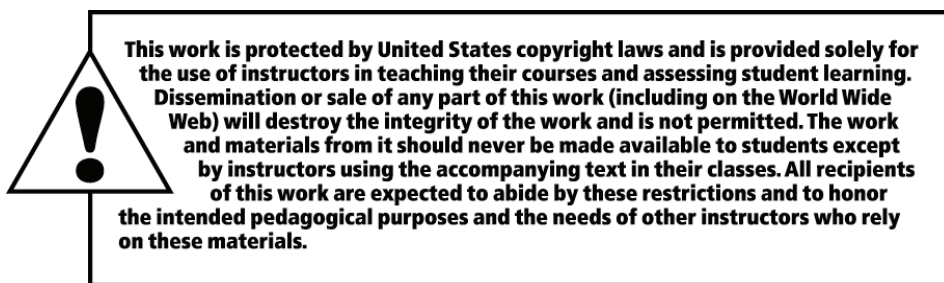 This work is protected by United States copyright laws and is provided solely for
the use of instructors in teaching their courses and assessing student learning.
Dissemination or sale of any part of this work (including on the World Wide
Web) will destroy the integrity of the work and is not permitted. The work
and materials from it should never be made available to students except
by instructors using the accompanying text in their classes. All recipients
of this work are expected to abide by these restrictions and to honor
the intended pedagogical purposes and the needs of other instructors who rely
on these materials.